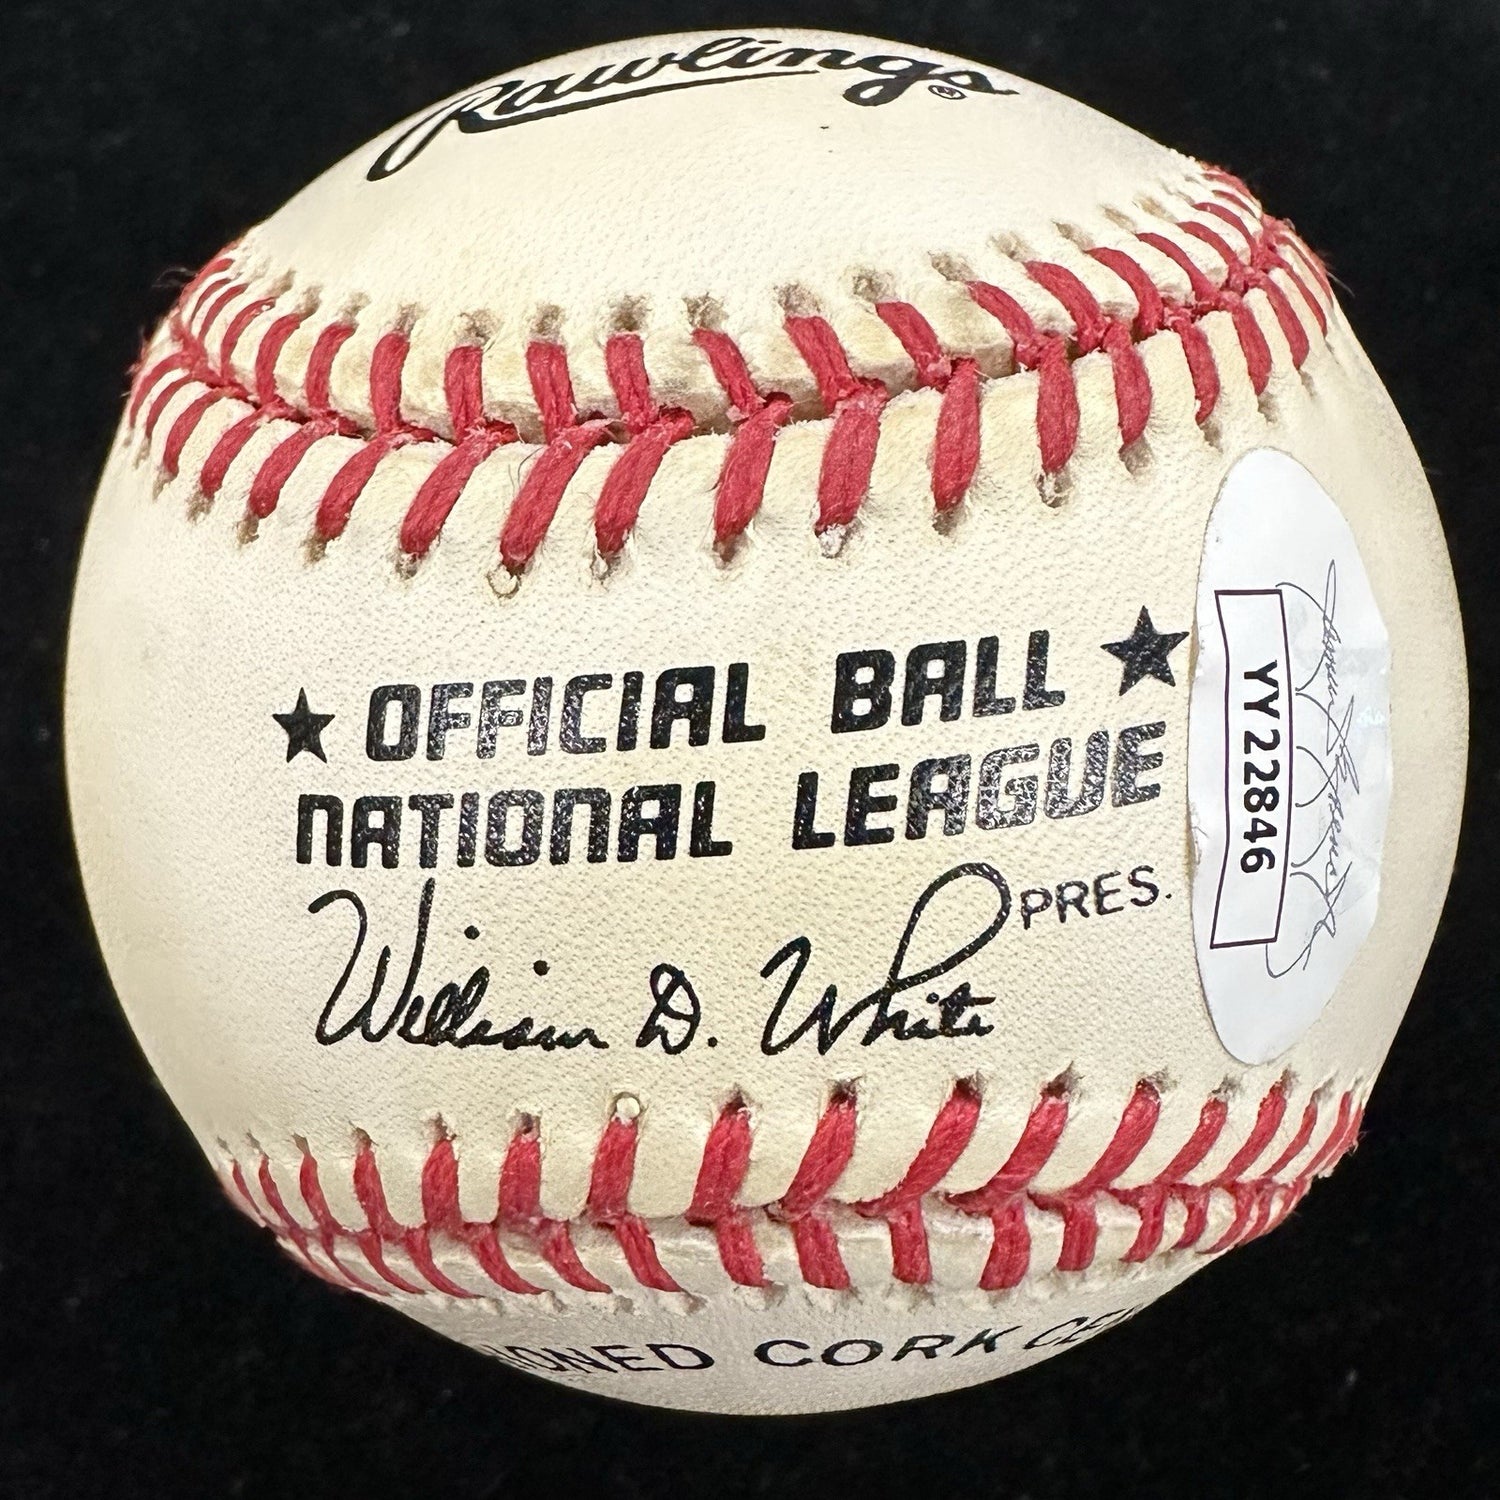 Rawlings
★ OFFICIAL BALL ★
NATIONAL LEAGUE
William D. White PRES.
YY22846
CORK